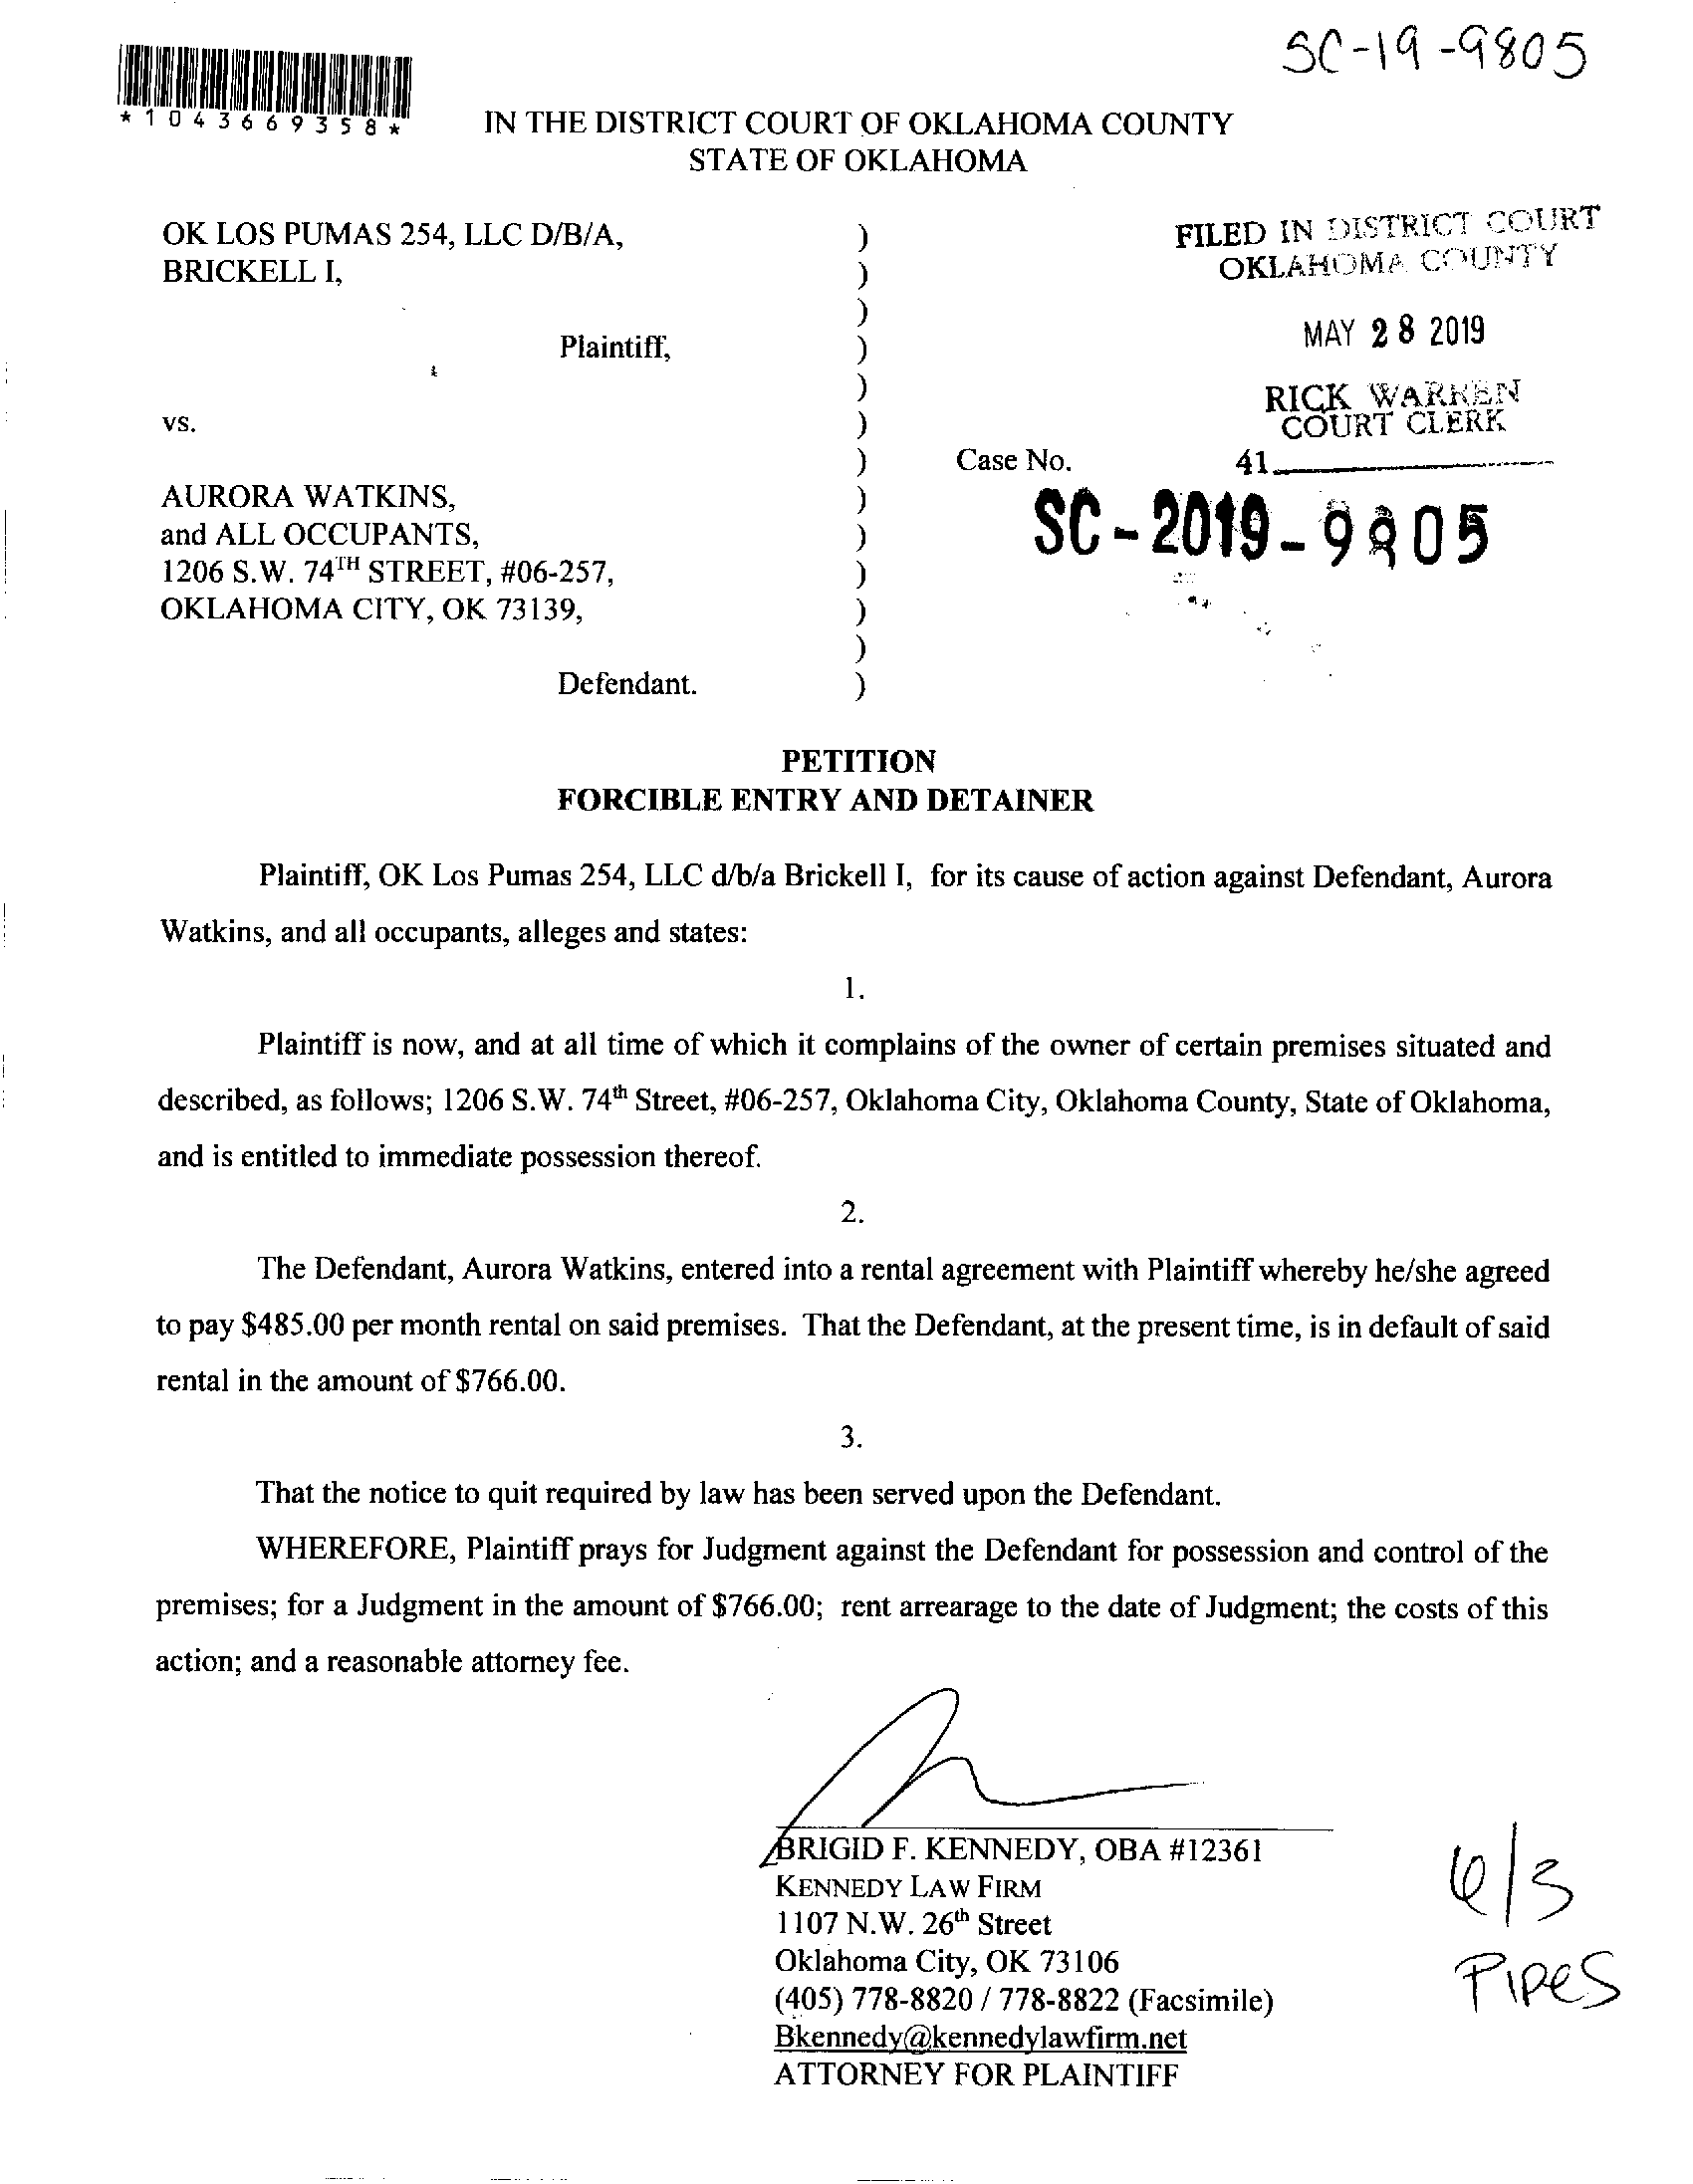 SC-19-9805
*1043669358*
IN THE DISTRICT COURT OF OKLAHOMA COUNTY
STATE OF OKLAHOMA
OK LOS PUMAS 254, LLC D/B/A, )
BRICKELL I, )
)
Plaintiff, )
)
vs. )
)
AURORA WATKINS, )
and ALL OCCUPANTS, )
1206 S.W. 74TH STREET, #06-257, )
OKLAHOMA CITY, OK 73139, )
)
Defendant. )
FILED IN DISTRICT COURT
OKLAHOMA COUNTY
MAY 28 2019
RICK WARREN
COURT CLERK
Case No. 41
SC-2019-9805
PETITION
FORCIBLE ENTRY AND DETAINER
Plaintiff, OK Los Pumas 254, LLC d/b/a Brickell I, for its cause of action against Defendant, Aurora
Watkins, and all occupants, alleges and states:
1.
Plaintiff is now, and at all time of which it complains of the owner of certain premises situated and
described, as follows; 1206 S.W. 74th Street, #06-257, Oklahoma City, Oklahoma County, State of Oklahoma,
and is entitled to immediate possession thereof.
2.
The Defendant, Aurora Watkins, entered into a rental agreement with Plaintiff whereby he/she agreed
to pay $485.00 per month rental on said premises. That the Defendant, at the present time, is in default of said
rental in the amount of $766.00.
3.
That the notice to quit required by law has been served upon the Defendant.
WHEREFORE, Plaintiff prays for Judgment against the Defendant for possession and control of the
premises; for a Judgment in the amount of $766.00; rent arrearage to the date of Judgment; the costs of this
action; and a reasonable attorney fee.
BRIGID F. KENNEDY, OBA #12361
KENNEDY LAW FIRM
1107 N.W. 26th Street
Oklahoma City, OK 73106
(405) 778-8820 / 778-8822 (Facsimile)
Bkennedy@kennedylawfirm.net
ATTORNEY FOR PLAINTIFF
6/3
Pipes